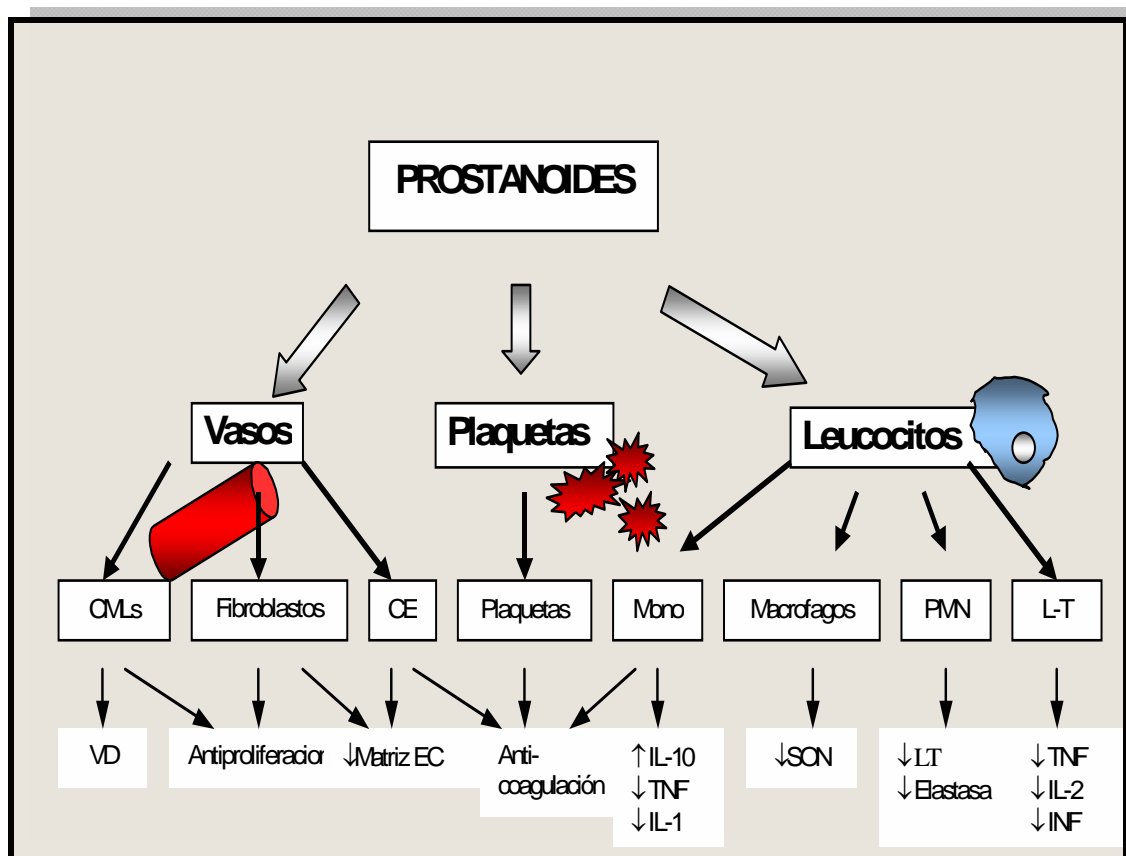 PROSTANOIDES
Vasos
Plaquetas
Leucocitos
CMLs
Fibroblastos
CE
Plaquetas
Mono
Macrofagos
PMN
L-T
VD
Antiproliferacion
↓Matriz EC
Anti-
coagulación
↑IL-10
↓TNF
↓IL-1
↓SON
↓LT
↓Elastasa
↓TNF
↓IL-2
↓INF